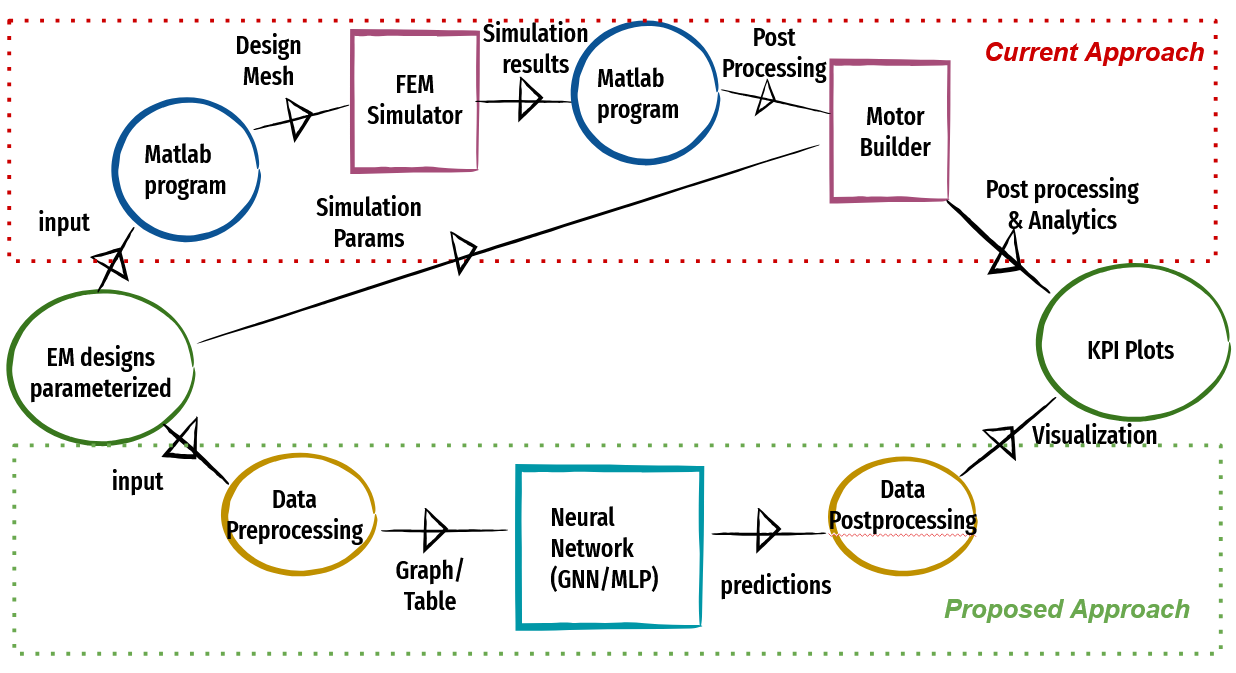 Current Approach
Design
Mesh
FEM
Simulator
Simulation
results
Matlab
program
Post
Processing
Motor
Builder
Matlab
program
input
Simulation
Params
Post processing
& Analytics
EM designs
parameterized
KPI Plots
input
Data
Preprocessing
Graph/
Table
Neural
Network
(GNN/MLP)
predictions
Data
Postprocessing
Visualization
Proposed Approach